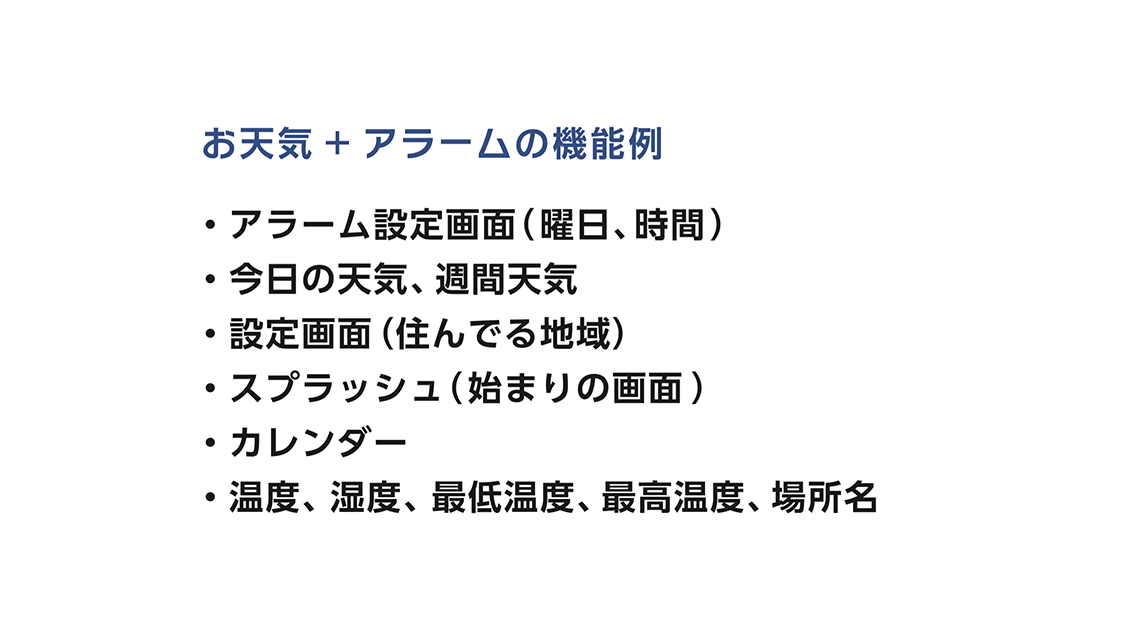 お天気 + アラームの機能例
・アラーム設定画面(曜日、時間)
・今日の天気、週間天気
・設定画面(住んでる地域)
・スプラッシュ(始まりの画面)
・カレンダー
・温度、湿度、最低温度、最高温度、場所名